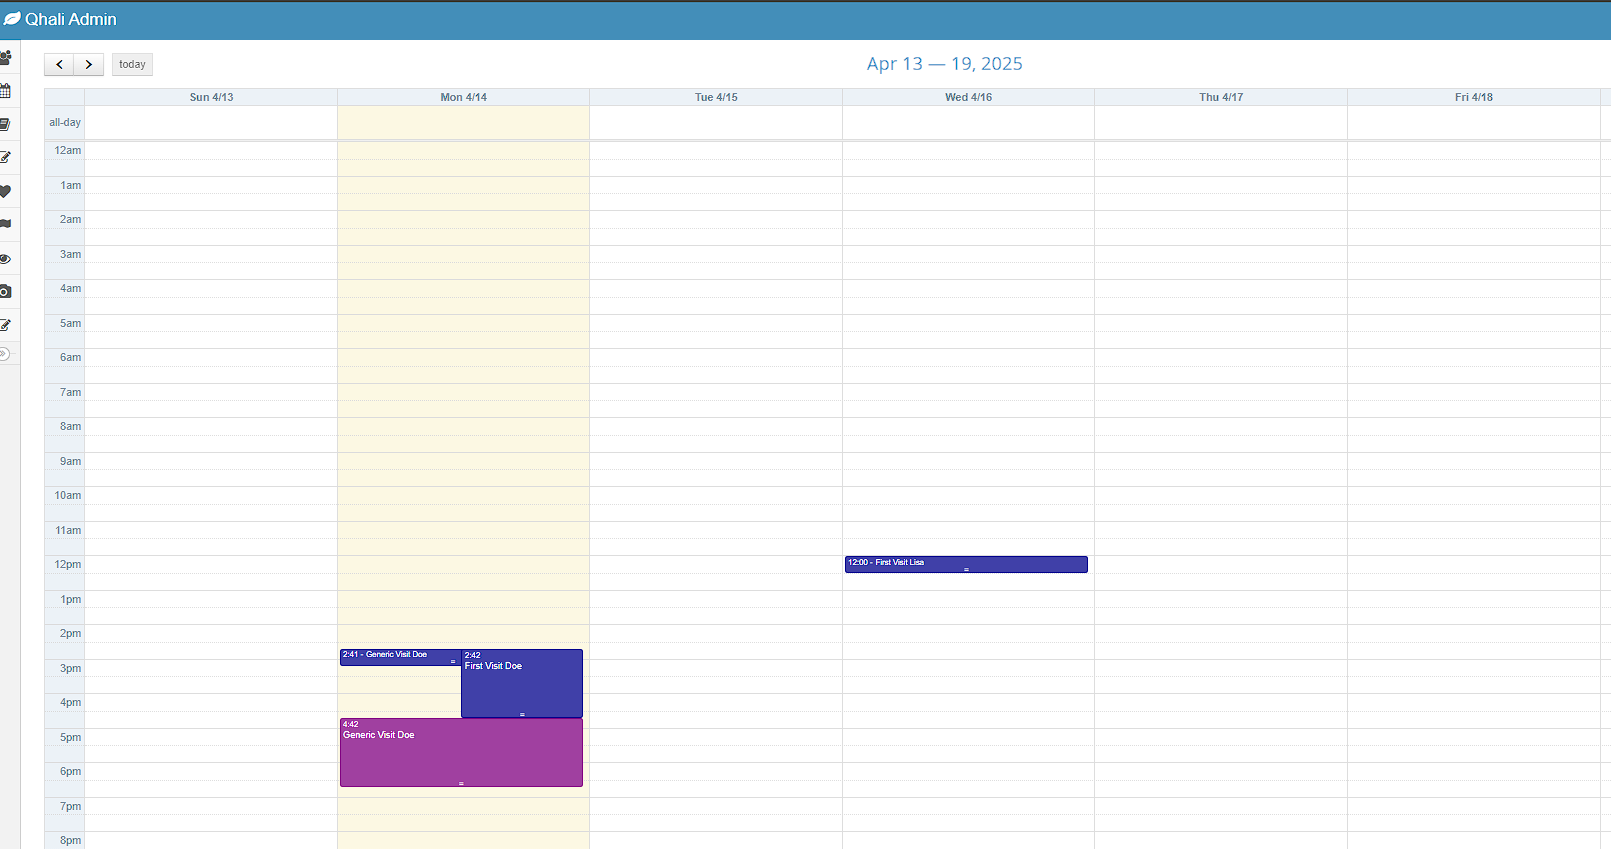 Qhali Admin
today
Apr 13 — 19, 2025
Sun 4/13
Mon 4/14
Tue 4/15
Wed 4/16
Thu 4/17
Fri 4/18
all-day
12am
1am
2am
3am
4am
5am
6am
7am
8am
9am
10am
11am
12pm
12:00 - First Visit Lisa
1pm
2pm
2:41 - Generic Visit Doe
2:42
First Visit Doe
3pm
4pm
4:42
Generic Visit Doe
5pm
6pm
7pm
8pm